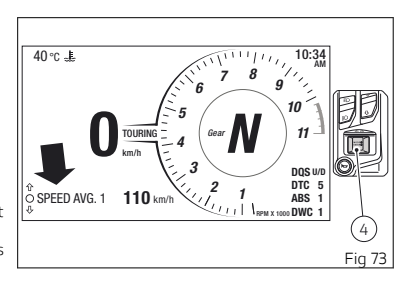 40 °C
10:34
AM
0
TOURING
km/h
Gear
N
1
2
3
4
5
6
7
8
9
10
11
RPM X 1000
DQS U/D
DTC 5
ABS 1
DWC 1
SPEED AVG. 1
110 km/h
4
t
s
Fig 73